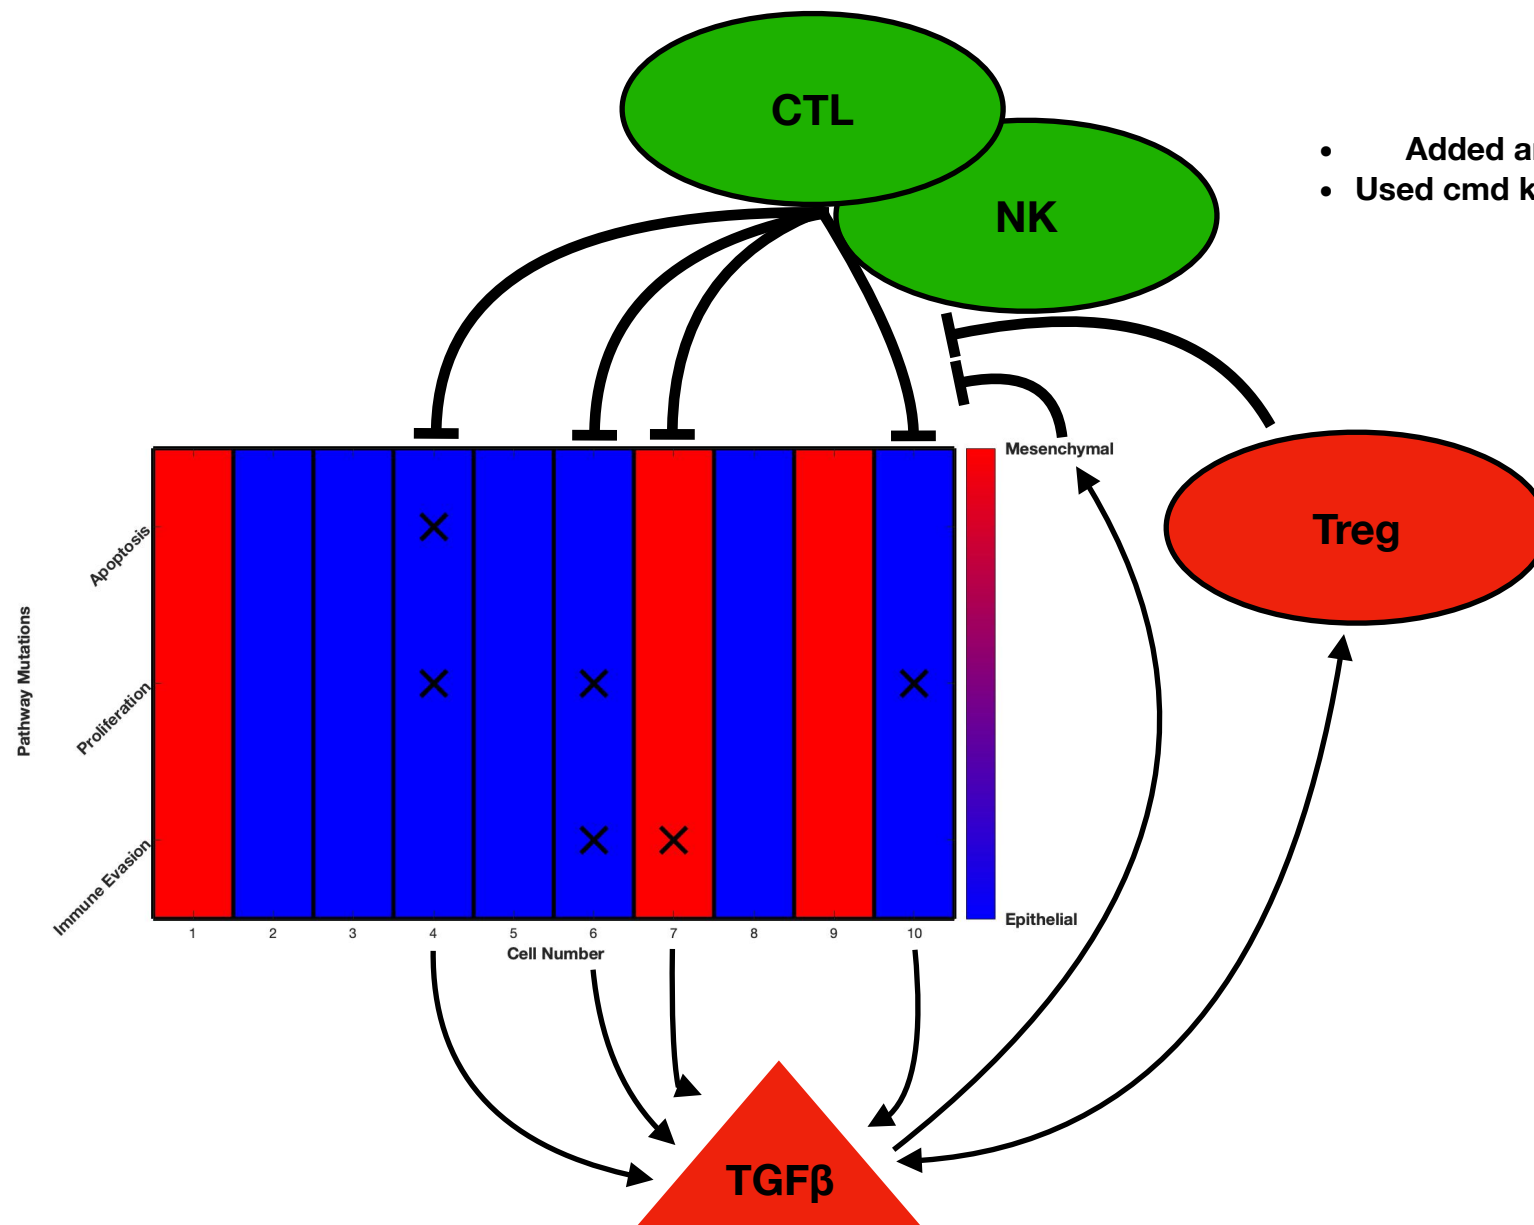 CTL
NK
• Added
• Used cmd
Mesenchymal
Treg
Apoptosis
Proliferation
Immune Evasion
Pathway Mutations
1 2 3 4 5 6 7 8 9 10
Cell Number
Epithelial
TGFβ